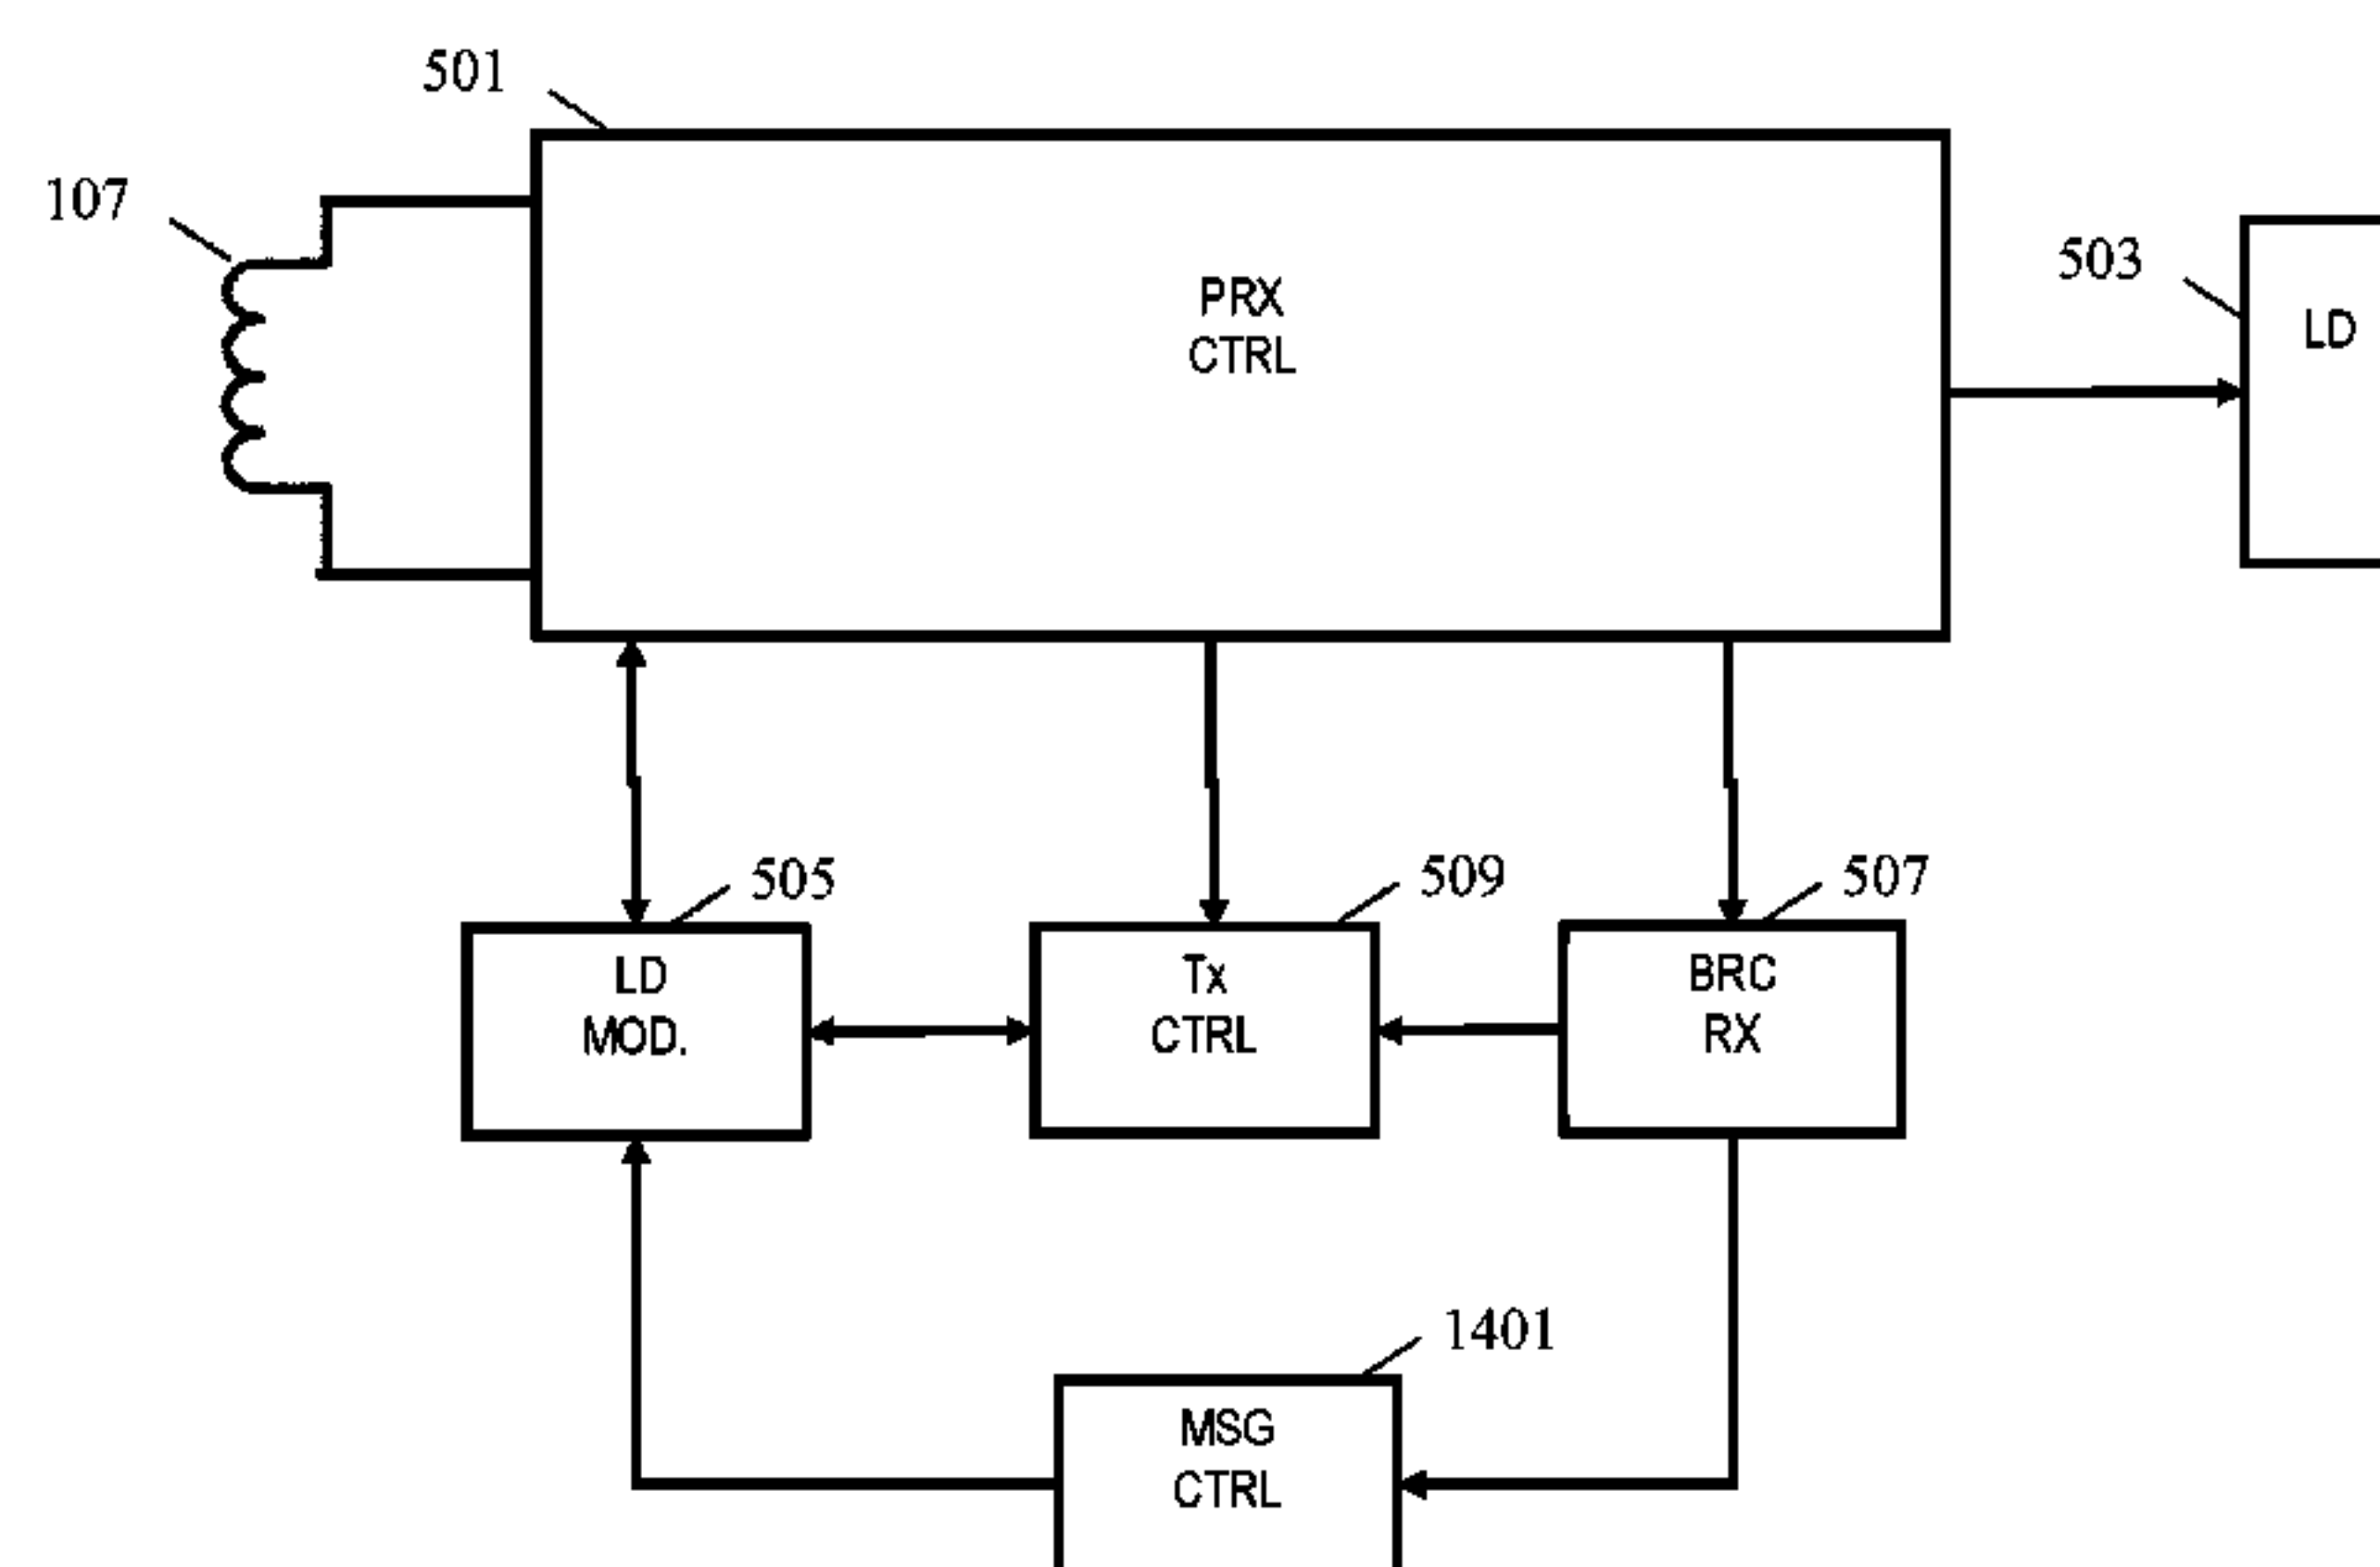 501
107
PRX
CTRL
503
LD
505
509
507
LD
MOD.
Tx
CTRL
BRC
RX
1401
MSG
CTRL